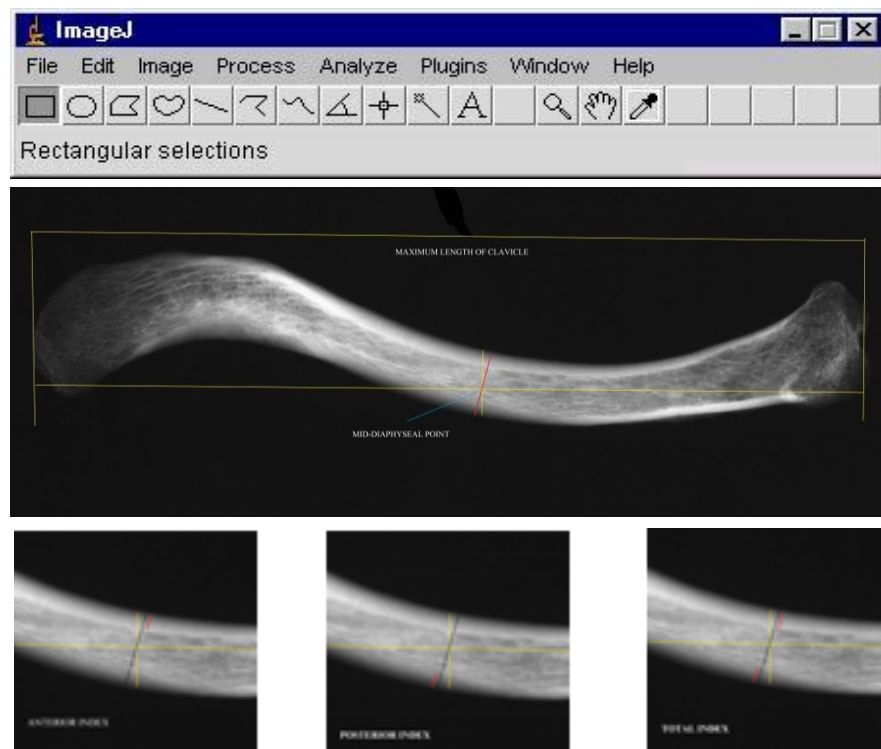 ImageJ
File Edit Image Process Analyze Plugins Window Help
A
Rectangular selections
MAXIMUM LENGTH OF CLAVICLE
MID-DIAPHYSEAL POINT
ANTERIOR INDEX
POSTERIOR INDEX
TOTAL INDEX